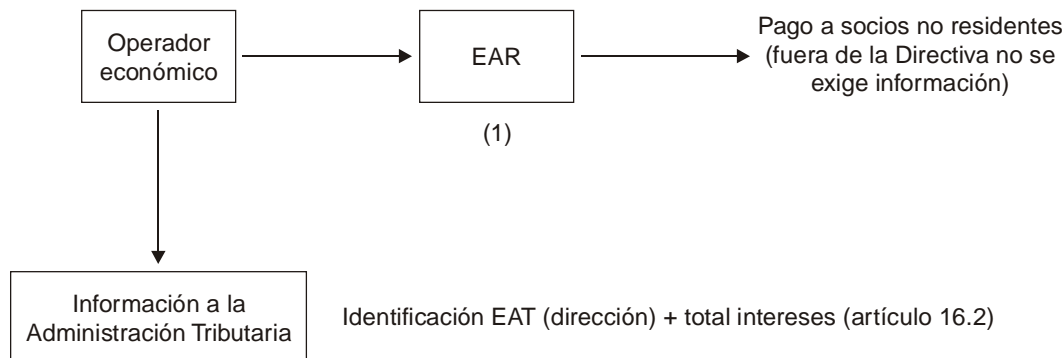 Operador
económico
EAR
Pago a socios no residentes
(fuera de la Directiva no se
exige información)
(1)
Información a la
Administración Tributaria
Identificación EAT (dirección) + total intereses (artículo 16.2)